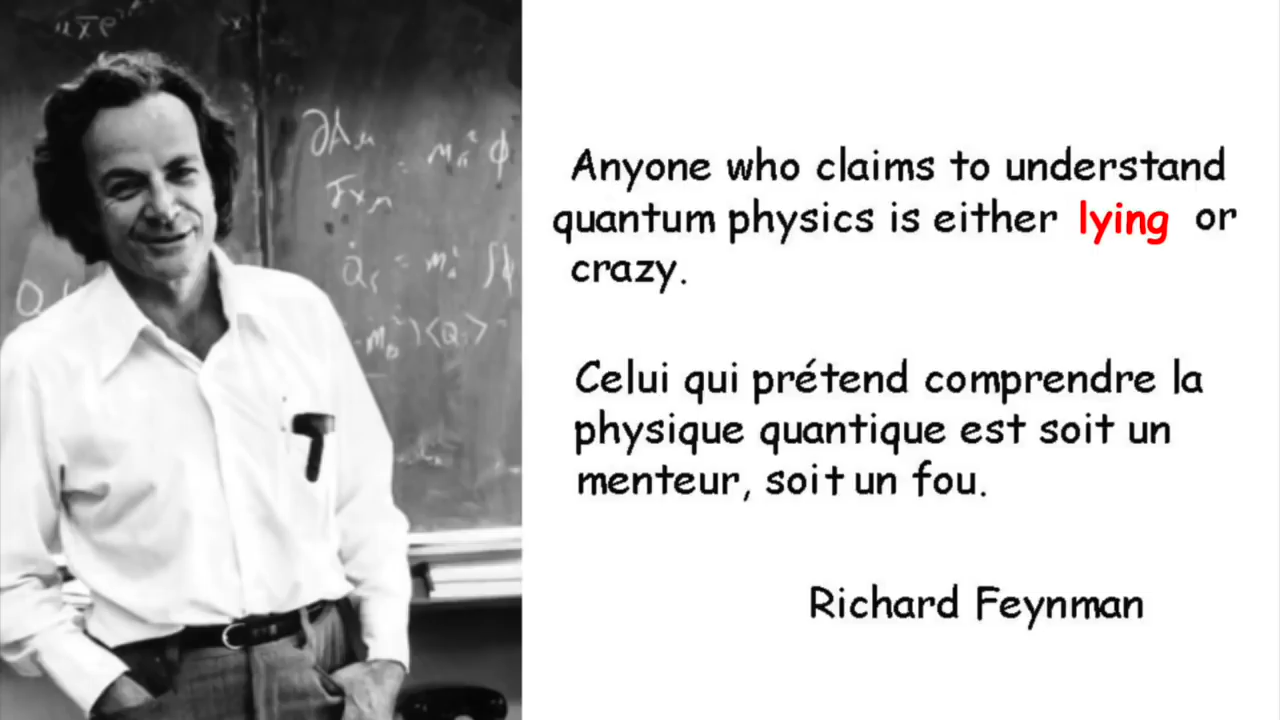 Anyone who claims to understand
quantum physics is either lying or
crazy.
Celui qui prétend comprendre la
physique quantique est soit un
menteur, soit un fou.
Richard Feynman